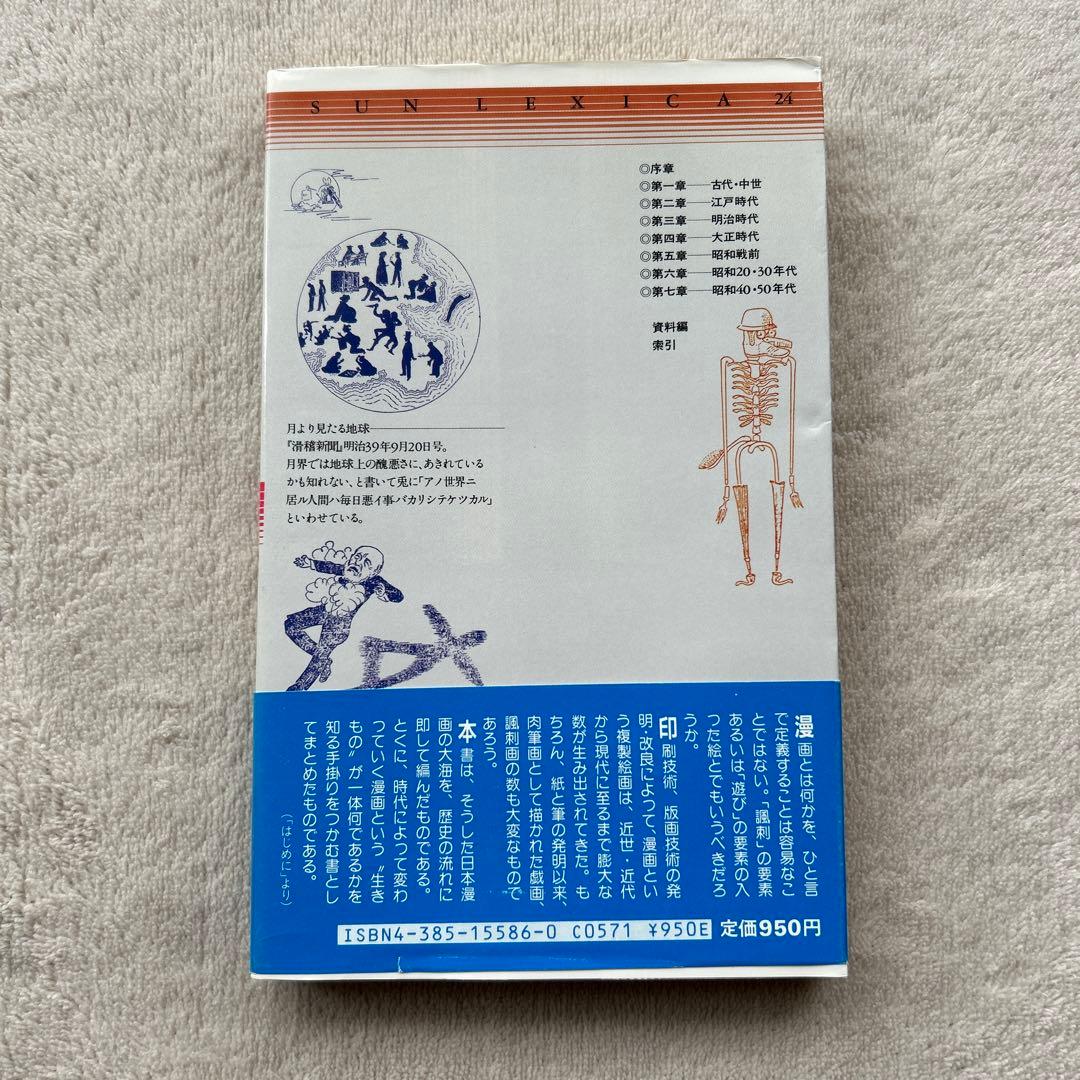 SUN LEXICA 24
◎序章
◎第一章──古代・中世
◎第二章──江戸時代
◎第三章──明治時代
◎第四章──大正時代
◎第五章──昭和戦前
◎第六章──昭和20・30年代
◎第七章──昭和40・50年代
資料編
索引
月より見たる地球────
『滑稽新聞』明治39年9月20日号。
月界では地球上の醜悪さに、あきれている
かも知れない、と書いて兎に「アノ世界ニ
居ル人間ハ毎日悪イ事バカリシテケツカル」
といわせている。
漫画とは何かを、ひと言
で定義することは容易なこ
とではない。「諷刺」の要素
あるいは「遊び」の要素の入
った絵とでもいうべきだろ
うか。
印刷技術、版画技術の発
明・改良によって、漫画とい
う複製絵画は、近世・近代
から現代に至るまで膨大な
数が生み出されてきた。も
ちろん、紙と筆の発明以来、
肉筆画として描かれた戯画、
諷刺画の数も大変なもので
あろう。
本書は、そうした日本漫
画の大海を、歴史の流れに
即して編んだものである。
とくに、時代によって変わ
っていく漫画という〝生き
もの〟が一体何であるかを
知る手掛りをつかむ書とし
てまとめたものである。
(「はじめに」より)
ISBN4-385-15586-0 C0571 ¥950E 定価950円